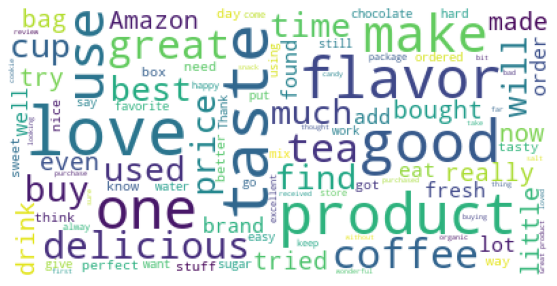 bag
Amazon
day
come
time
chocolate
hard
made
review
cup
use
great
using
still
make
try
box
need
found
ordered
package
bit
order
cookie
say
best
happy
snack
put
candy
bad
will
sweet
well
nice
favorite
price
Thank
taste
flavor
looking
love
better
much
add
bought
far
now
even
used
thought
work
take
tasty
purchase
know
water
go
mix
tea
good
salt
buy
one
excellent
find
got
eat
really
drink
think
received
store
purchased
fresh
thing
little
loved
Great product
alway
sure
brand
product
buying
delicious
easy
keep
without
organic
give
perfect
want
stuff
sugar
tried
coffee
lot
way
first
wonderful